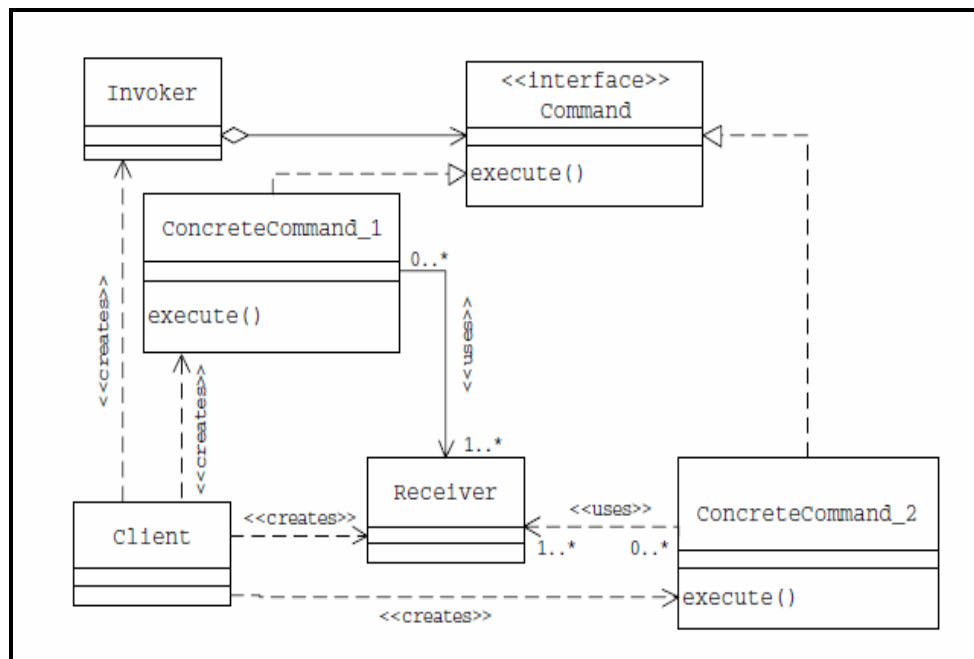 Invoker
<<interface>>
Command
execute()
ConcreteCommand_1
execute()
0..*
<<uses>>
1..*
<<creates>>
<<creates>>
Client
<<creates>>
Receiver
<<uses>>
1..*
0..*
ConcreteCommand_2
execute()
<<creates>>